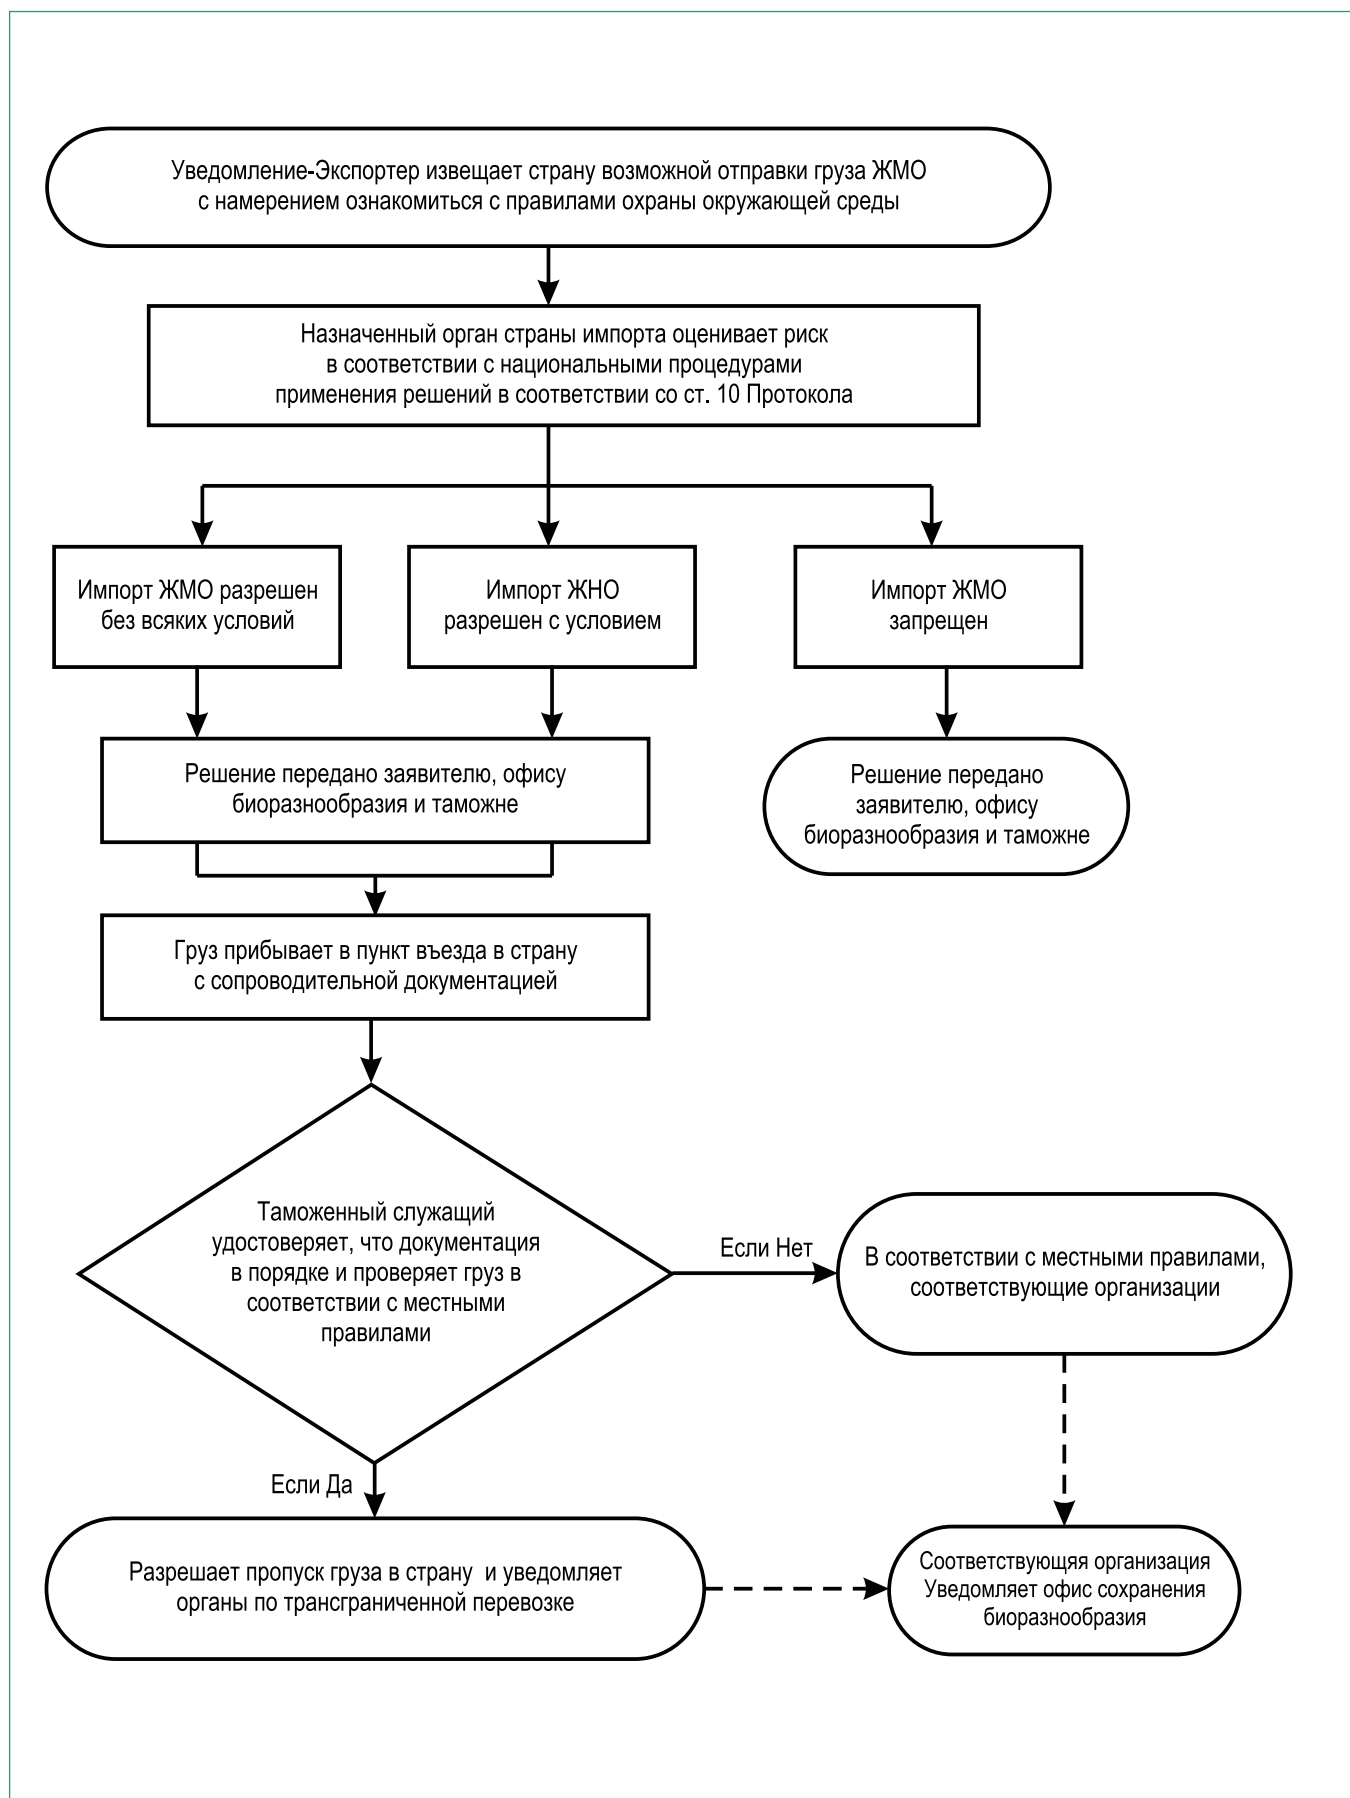 Уведомление-Экспортер извещает страну возможной отправки груза ЖМО
с намерением ознакомиться с правилами охраны окружающей среды
Назначенный орган страны импорта оценивает риск
в соответствии с национальными процедурами
применения решений в соответствии со ст. 10 Протокола
Импорт ЖМО разрешен
без всяких условий
Импорт ЖНО
разрешен с условием
Импорт ЖМО
запрещен
Решение передано заявителю, офису
биоразнообразия и таможне
Решение передано
заявителю, офису
биоразнообразия и таможне
Груз прибывает в пункт въезда в страну
с сопроводительной документацией
Таможенный служащий
удостоверяет, что документация
в порядке и проверяет груз в
соответствии с местными
правилами
Если Нет
В соответствии с местными правилами,
соответствующие организации
Если Да
Разрешает пропуск груза в страну и уведомляет
органы по трансграниченной перевозке
Соответствующяя организация
Уведомляет офис сохранения
биоразнообразия